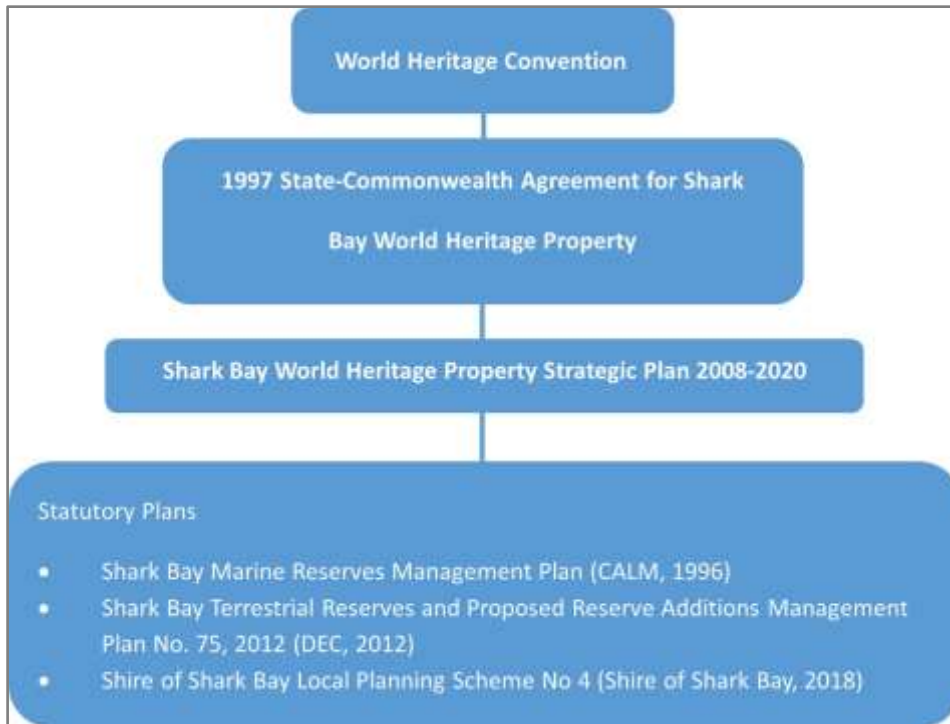 World Heritage Convention
1997 State-Commonwealth Agreement for Shark
Bay World Heritage Property
Shark Bay World Heritage Property Strategic Plan 2008-2020
Statutory Plans
• Shark Bay Marine Reserves Management Plan (CALM, 1996)
• Shark Bay Terrestrial Reserves and Proposed Reserve Additions Management
Plan No. 75, 2012 (DEC, 2012)
• Shire of Shark Bay Local Planning Scheme No 4 (Shire of Shark Bay, 2018)